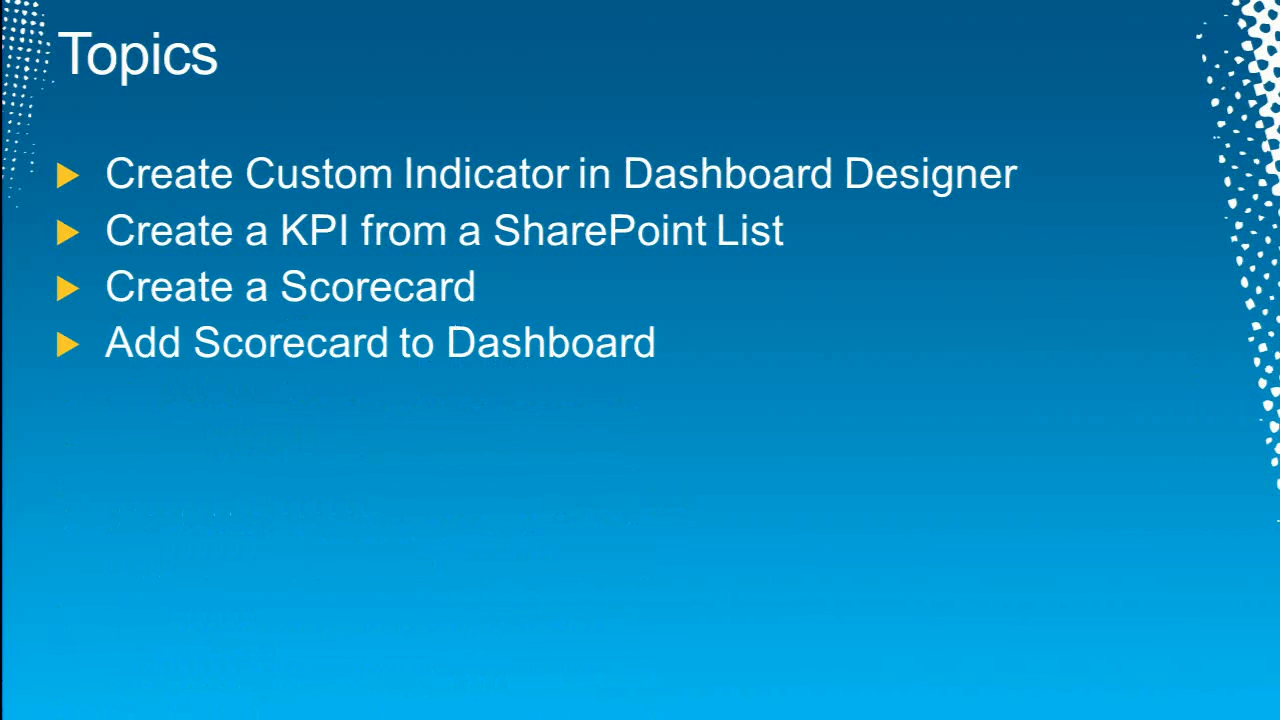 Topics
Create Custom Indicator in Dashboard Designer
Create a KPI from a SharePoint List
Create a Scorecard
Add Scorecard to Dashboard